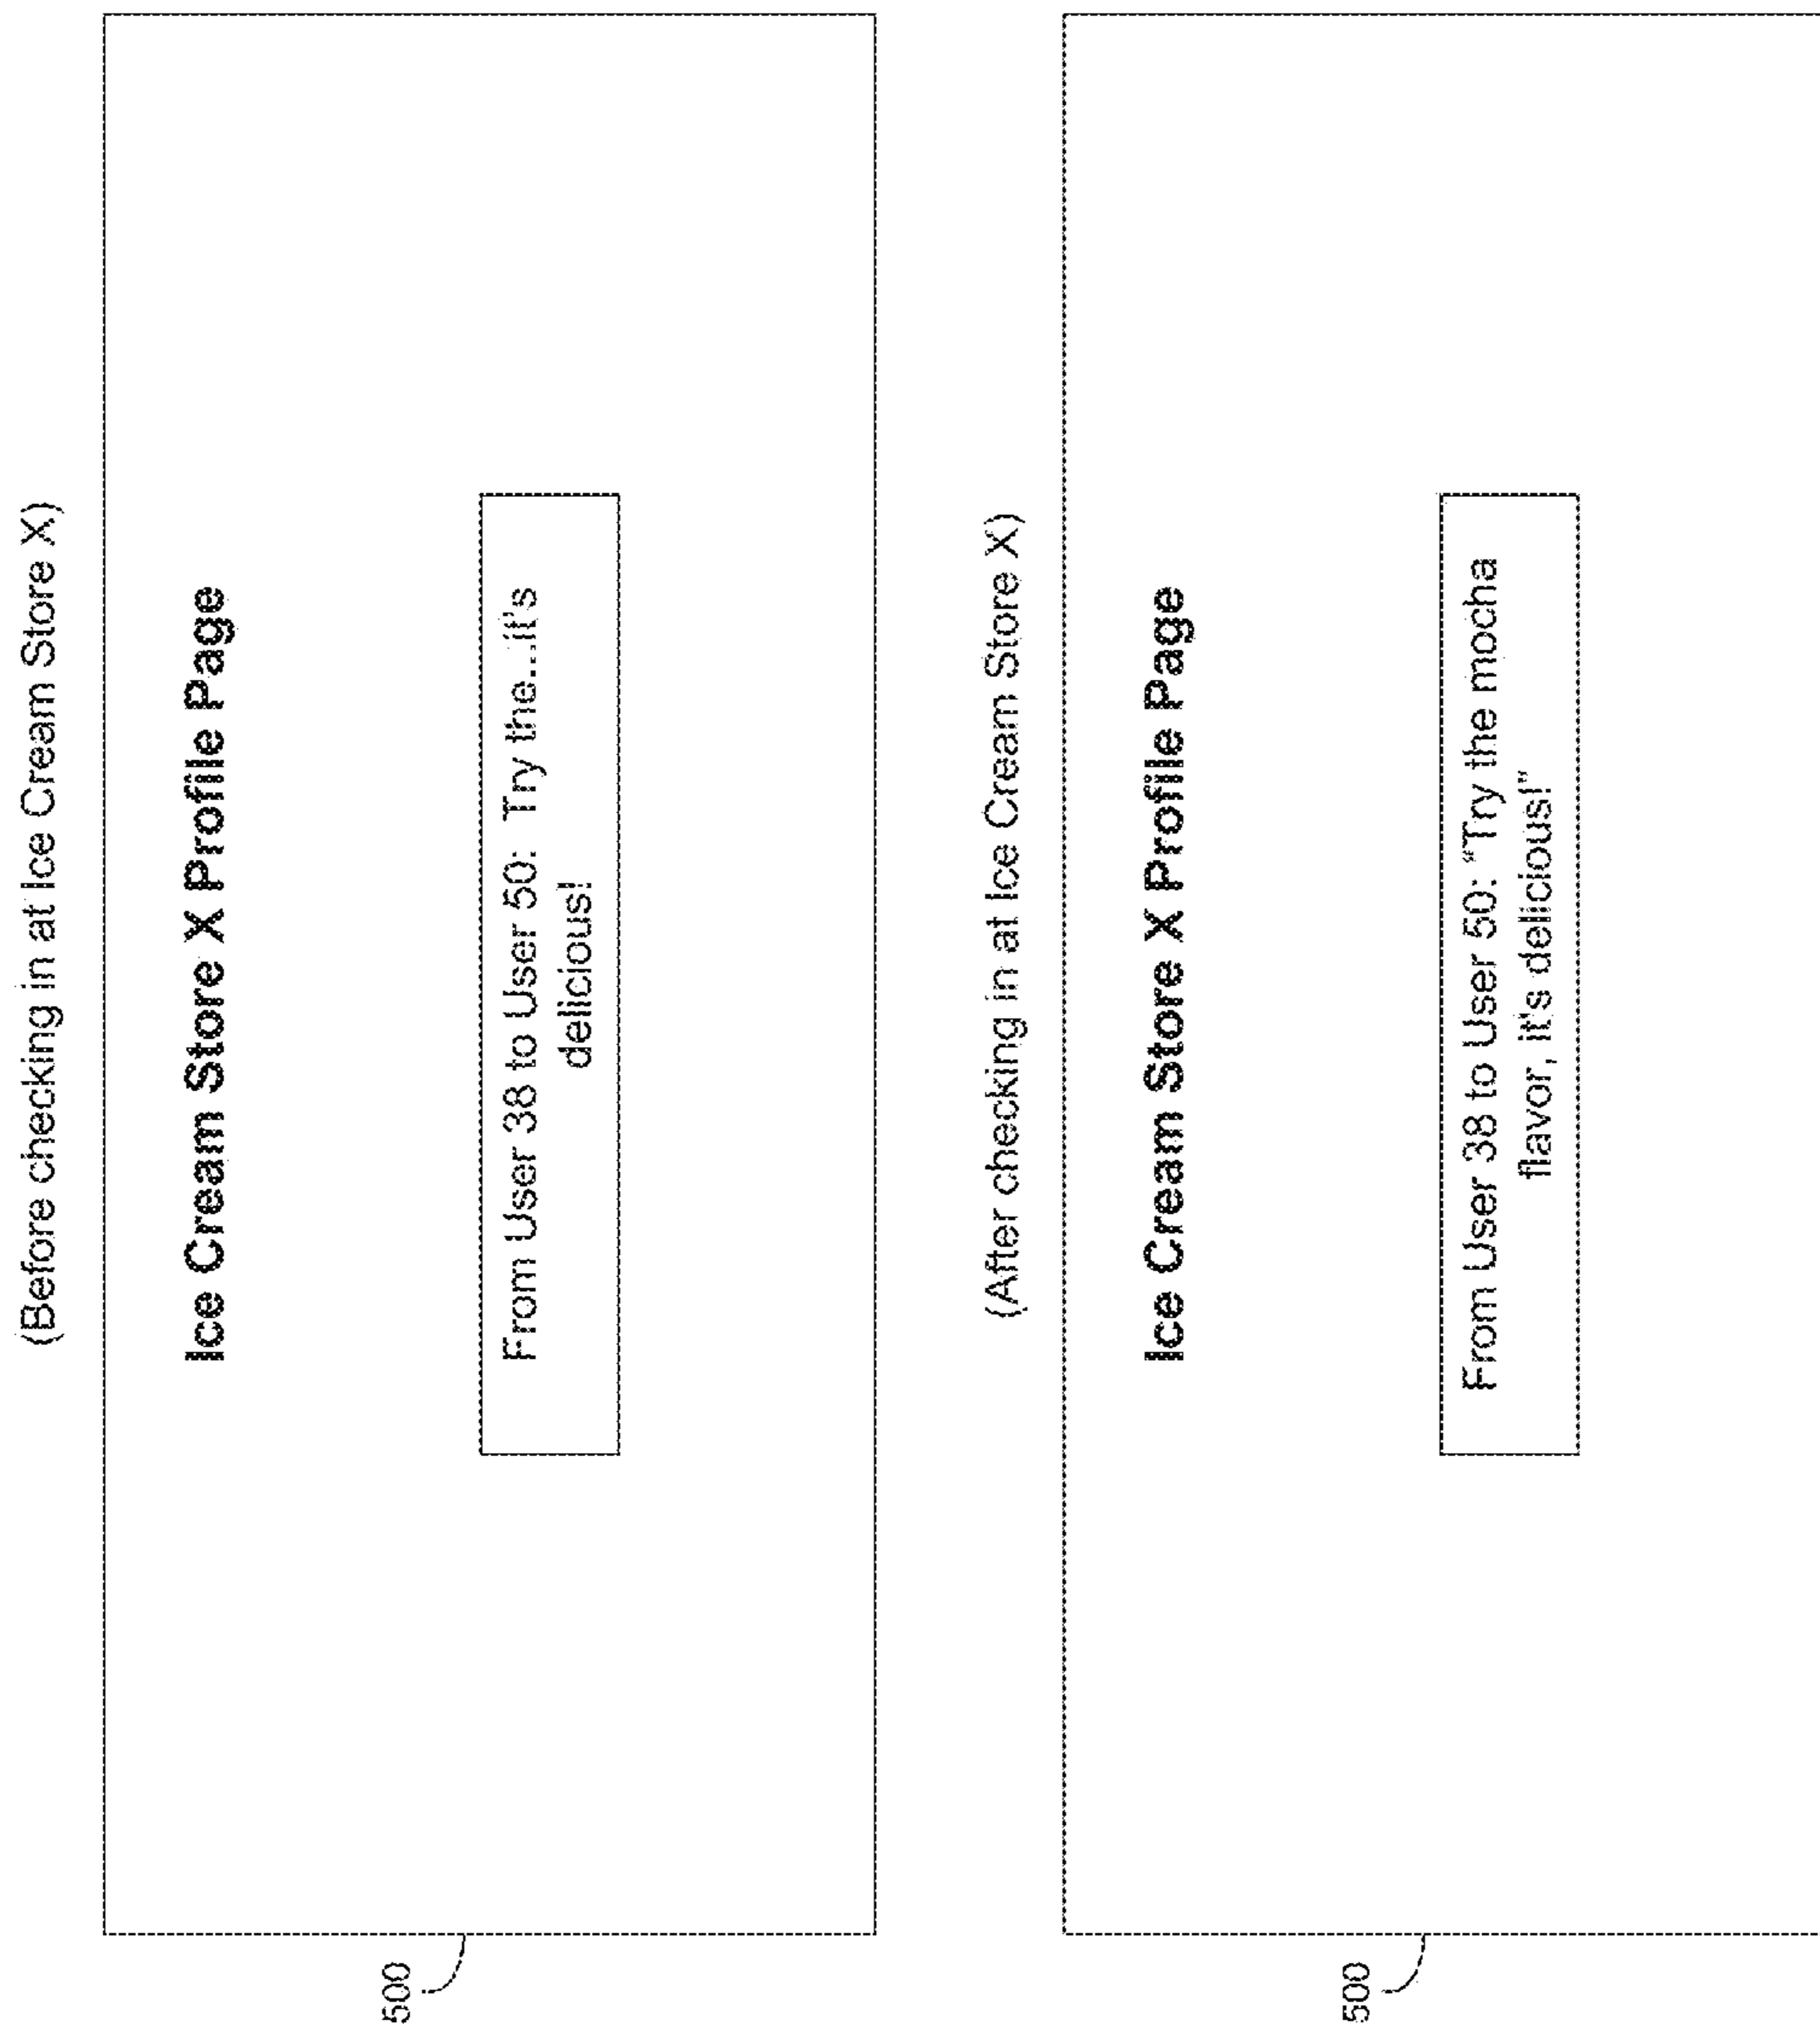 (Before checking in at Ice Cream Store X)
Ice Cream Store X Profile Page
From User 38 to User 50:  Try the...it's
delicious!
500
(After checking in at Ice Cream Store X)
Ice Cream Store X Profile Page
From User 38 to User 50: "Try the mocha
flavor, it's delicious!"
500